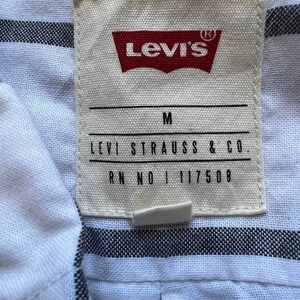 LEVI'S®
M
LEVI STRAUSS & CO.
RN NO | 117508